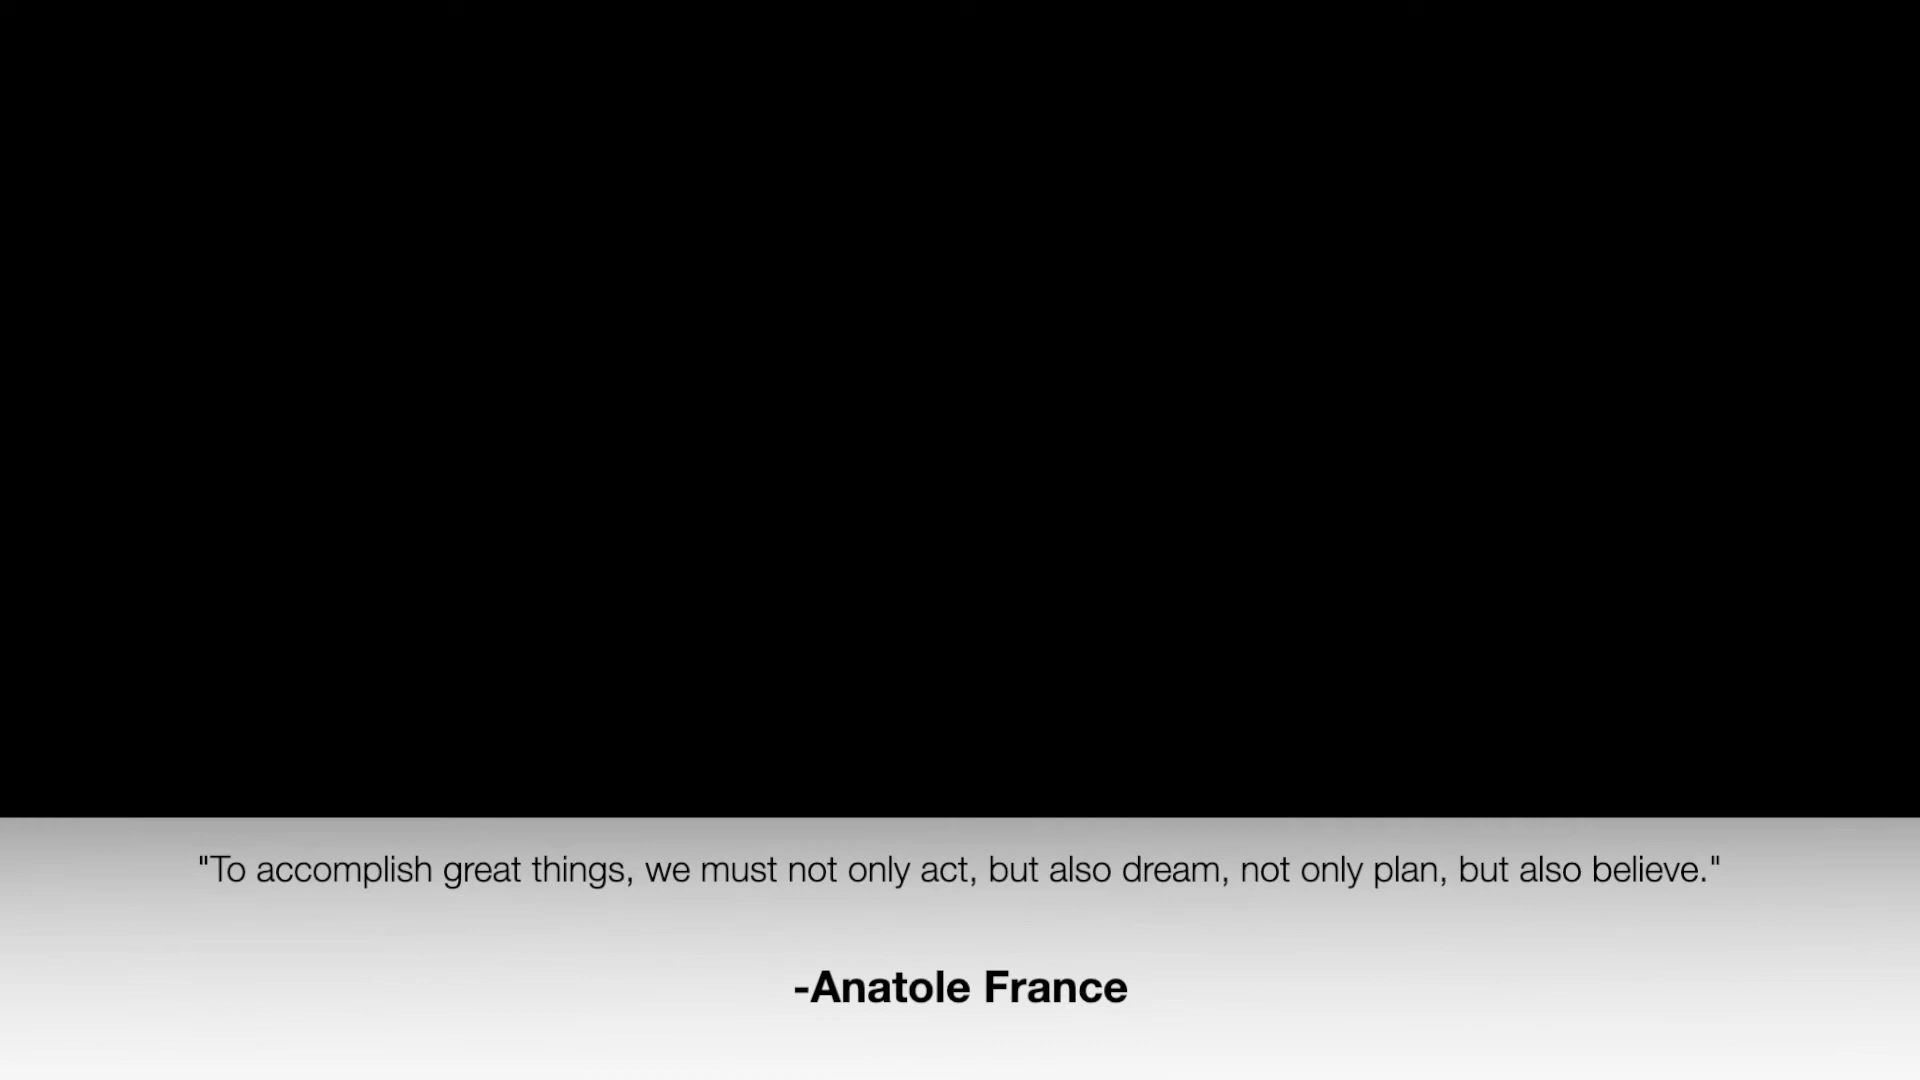 "To accomplish great things, we must not only act, but also dream, not only plan, but also believe."
-Anatole France